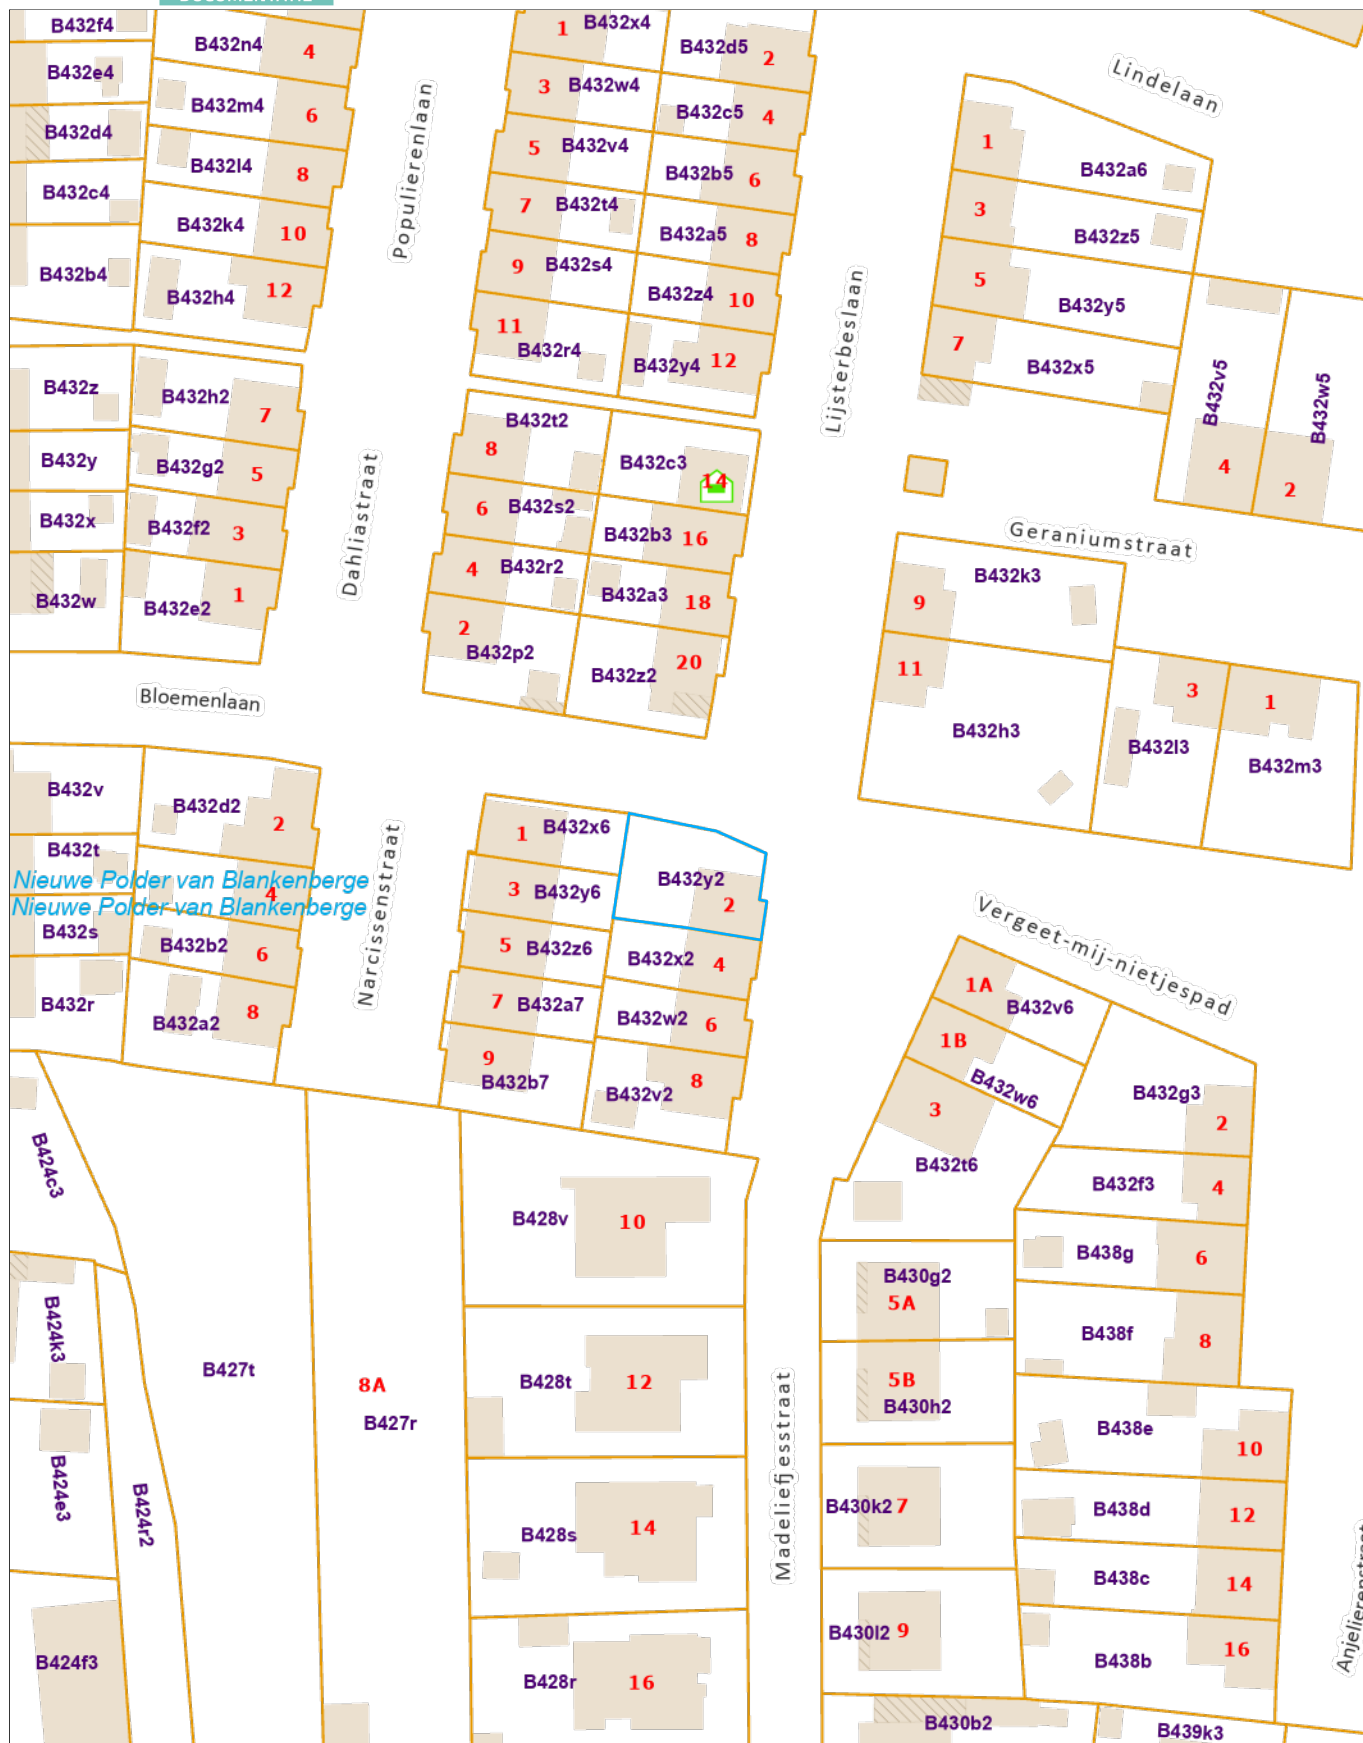 B432f4
B432n4
4
1
B432x4
B432d5
2
Lindelaan
B432e4
B432m4
6
3
B432w4
B432c5
4
Populierenlaan
B432d4
B432l4
8
5
B432v4
B432b5
6
1
B432a6
B432c4
B432k4
10
7
B432t4
B432a5
8
3
B432z5
B432b4
B432h4
12
9
B432s4
B432z4
10
5
B432y5
11
B432r4
B432y4
12
Lijsterbeslaan
7
B432x5
B432v5
B432w5
B432z
B432h2
7
B432t2
8
B432c3
14
4
2
B432y
B432g2
5
Dahliastraat
6
B432s2
B432b3
16
Geraniumstraat
B432x
B432f2
3
4
B432r2
B432a3
18
B432k3
9
B432w
B432e2
1
2
B432p2
B432z2
20
11
3
1
Bloemenlaan
B432h3
B432l3
B432m3
B432v
B432d2
2
1
B432x6
B432y2
2
B432t
Nieuwe Polder van Blankenberge
4
3
B432y6
Nieuwe Polder van Blankenberge
B432s
B432b2
6
Narcissenstraat
5
B432z6
B432x2
4
Vergeet-mij-nietjespad
B432r
B432a2
8
7
B432a7
B432w2
6
1A
B432v6
9
B432b7
B432v2
8
1B
B432w6
B432g3
2
3
B424c3
B432t6
B432f3
4
B428v
10
B438g
6
B430g2
5A
B424k3
B427t
8A
B427r
B428t
12
B438f
8
5B
B430h2
Madeliefjesstraat
B438e
10
B424e3
B424r2
B428s
14
B430k2
7
B438d
12
B438c
14
B424f3
B428r
16
B430l2
9
B438b
16
Anjelierenstraat
B430b2
B439k3